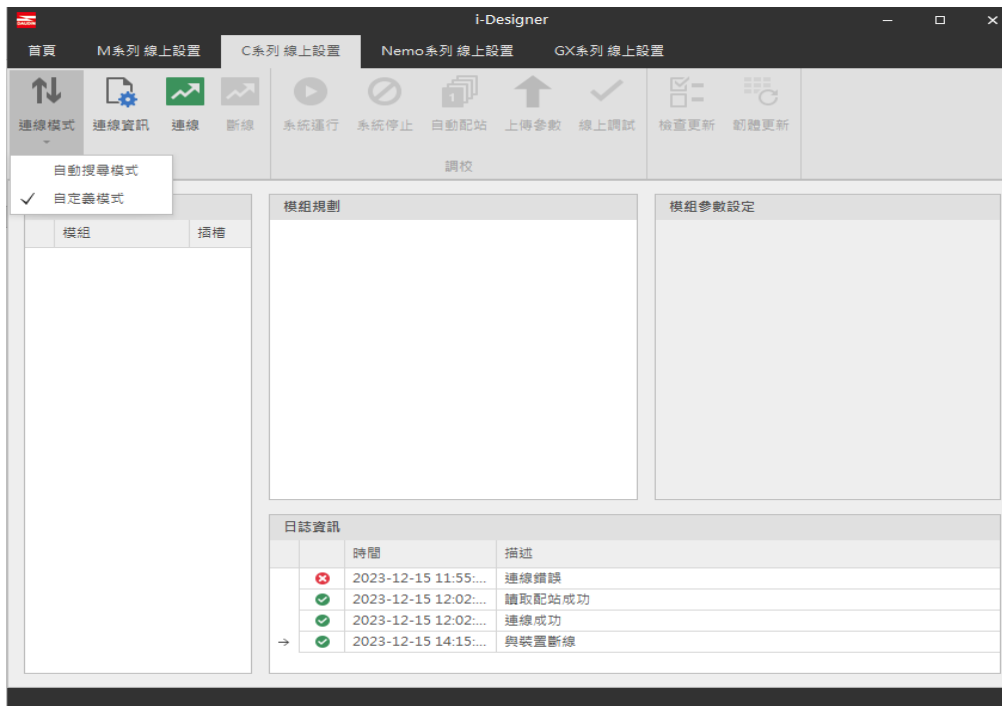 DAUDIN
i-Designer
首頁 M系列 線上設置 C系列 線上設置 Nemo系列 線上設置 GX系列 線上設置
連線模式 連線資訊 連線 斷線 系統運行 系統停止 自動配站 上傳參數 線上調試 檢查更新 韌體更新
調校
自動搜尋模式
自定義模式
模組規劃 模組參數設定
模組 插槽
日誌資訊
時間 描述
2023-12-15 11:55:... 連線錯誤
2023-12-15 12:02:... 讀取配站成功
2023-12-15 12:02:... 連線成功
2023-12-15 14:15:... 與裝置斷線